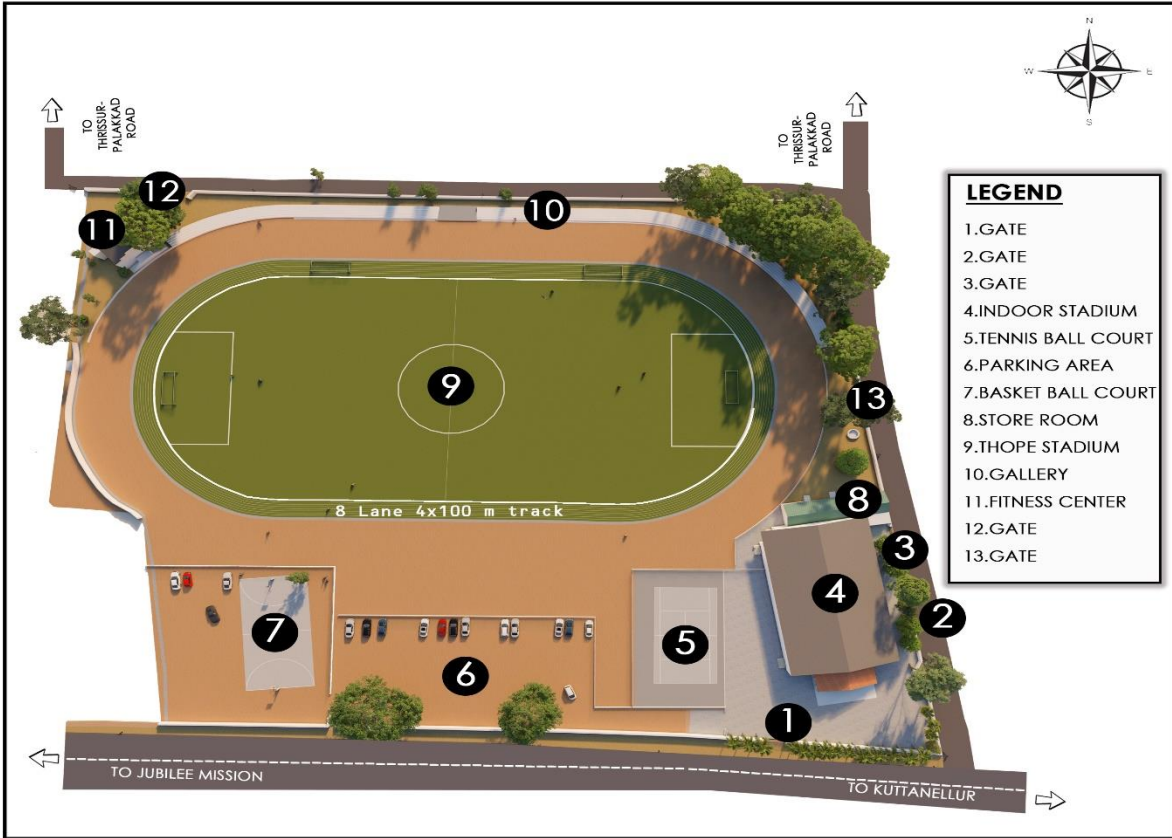 N
W
E
S
TO
THRISSUR-
PALAKKAD
ROAD
TO
THRISSUR-
PALAKKAD
ROAD
12
11
10
9
13
8 Lane 4x100 m track
8
3
4
2
7
5
6
1
TO JUBILEE MISSION
TO KUTTANELLUR
LEGEND
1.GATE
2.GATE
3.GATE
4.INDOOR STADIUM
5.TENNIS BALL COURT
6.PARKING AREA
7.BASKET BALL COURT
8.STORE ROOM
9.THOPE STADIUM
10.GALLERY
11.FITNESS CENTER
12.GATE
13.GATE